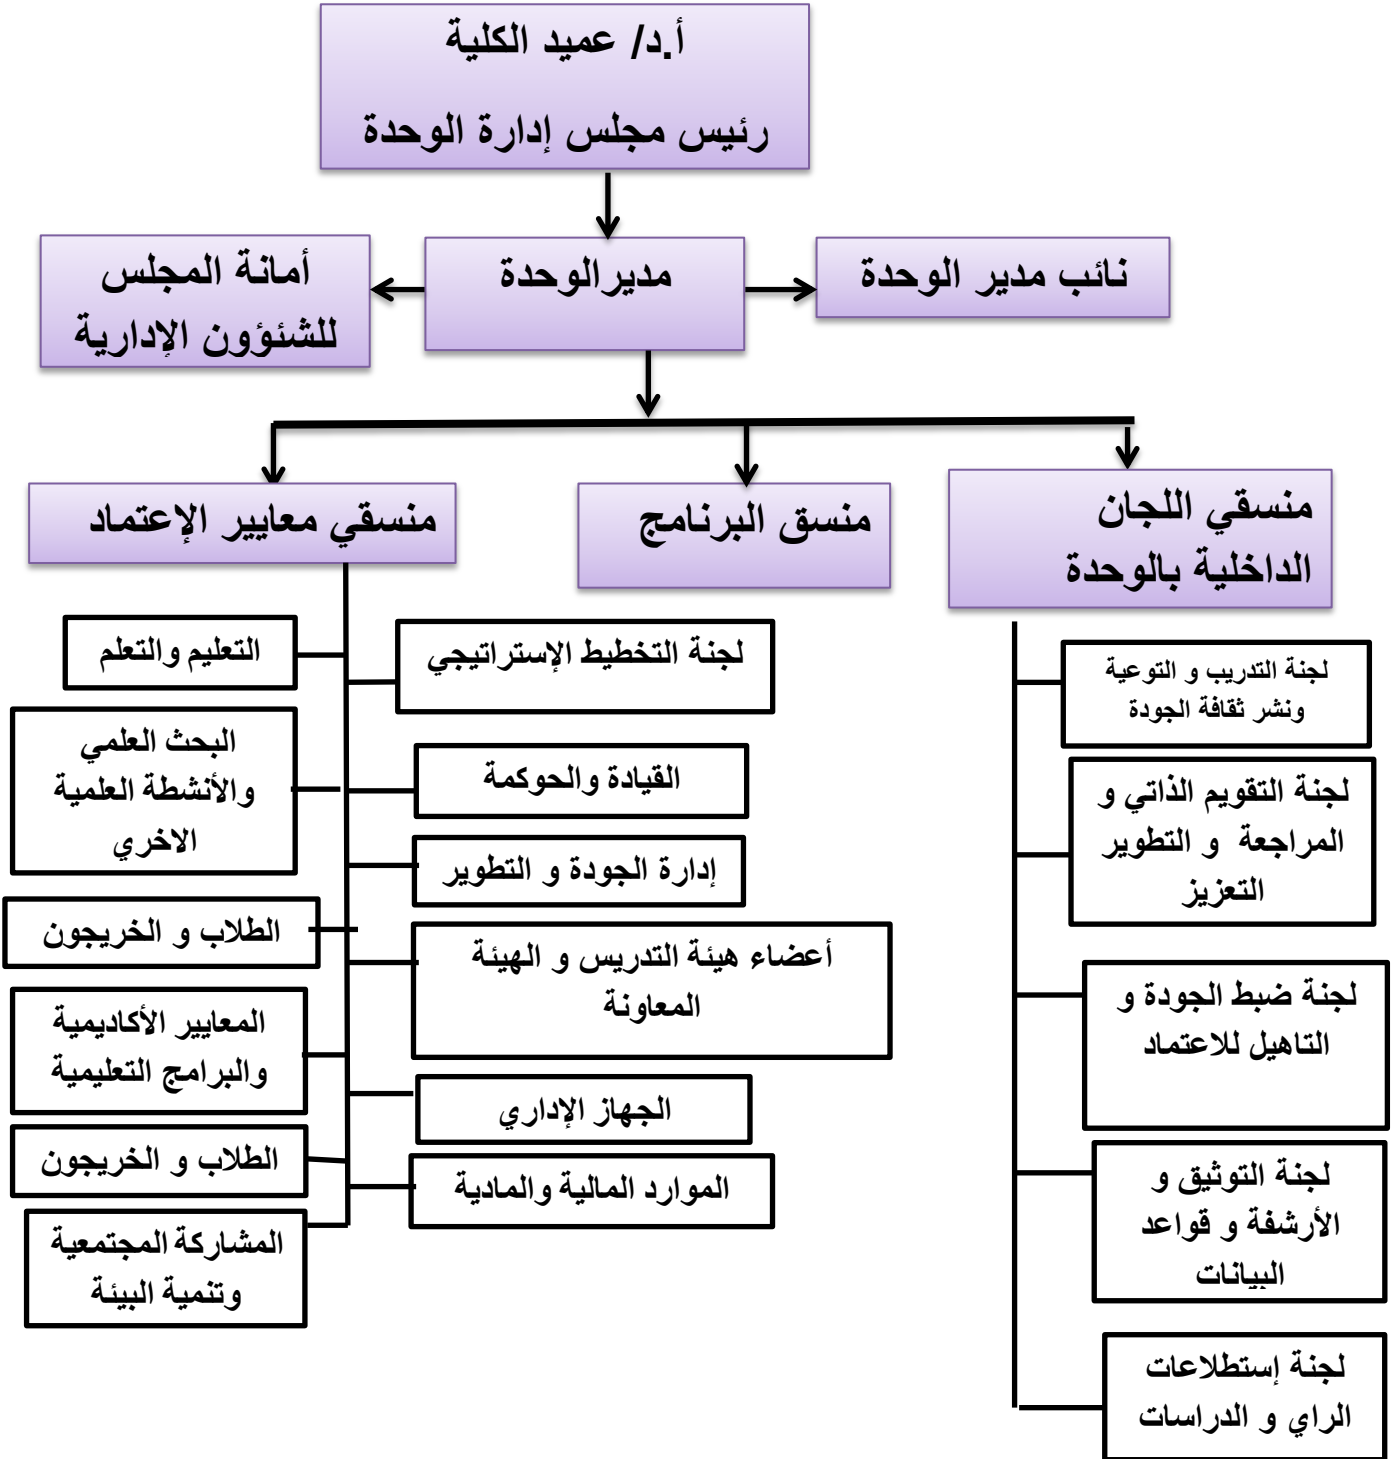 أ.د/ عميد الكلية
رئيس مجلس إدارة الوحدة
نائب مدير الوحدة
مديرالوحدة
أمانة المجلس
للشئوؤن الإدارية
منسقي اللجان
الداخلية بالوحدة
منسق البرنامج
منسقي معايير الإعتماد
لجنة التدريب و التوعية
ونشر ثقافة الجودة
لجنة التقويم الذاتي و
المراجعة و التطوير
التعزيز
لجنة ضبط الجودة و
التاهيل للاعتماد
لجنة التوثيق و
الأرشفة و قواعد
البيانات
لجنة إستطلاعات
الراي و الدراسات
لجنة التخطيط الإستراتيجي
القيادة والحوكمة
إدارة الجودة و التطوير
أعضاء هيئة التدريس و الهيئة
المعاونة
الجهاز الإداري
الموارد المالية والمادية
التعليم والتعلم
البحث العلمي
والأنشطة العلمية
الاخري
الطلاب و الخريجون
المعايير الأكاديمية
والبرامج التعليمية
الطلاب و الخريجون
المشاركة المجتمعية
وتنمية البيئة